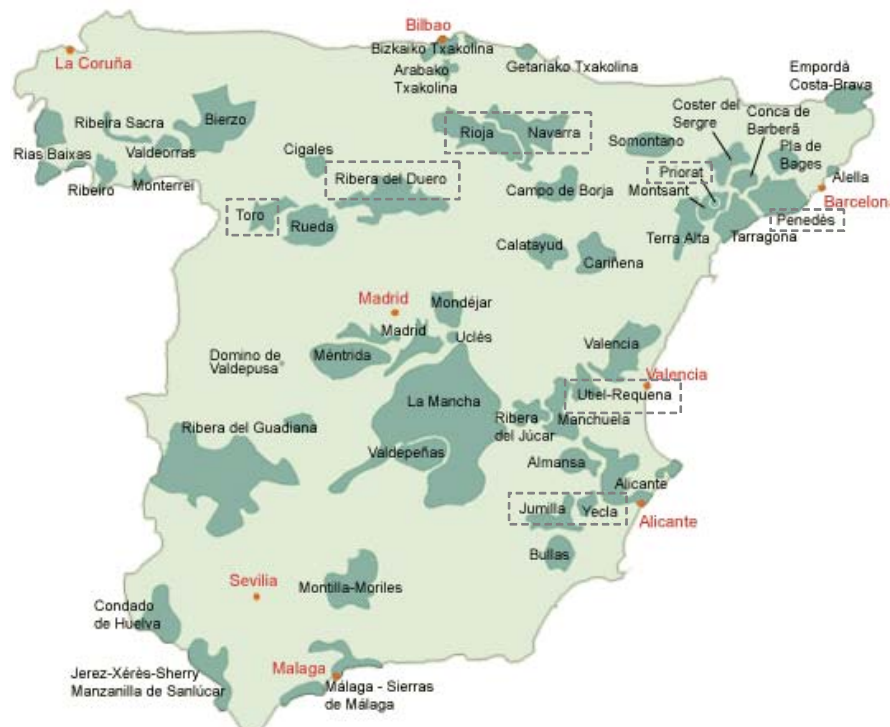 Bilbao
La Coruña
Bizkaiko Txakolina
Getariako Txakolina
Arabako
Txakolina
Empordà
Costa-Brava
Ribeira Sacra
Bierzo
Rioja
Navarra
Somontano
Coster del
Sergre
Conca de
Barberã
Pla de
Bages
Rias Baixas
Valdeorras
Cigales
Ribeiro
Monterrei
Ribera del Duero
Campo de Borja
Priorat
Montsant
Alella
Barcelona
Toro
Rueda
Penedès
Terra Alta
Tarragona
Calatayud
Cariñena
Madrid
Mondéjar
Madrid
Uclés
Méntrida
Valencia
Domino de
Valdepusa
Valencia
Utiel-Requena
La Mancha
Ribera
del Júcar
Manchuela
Ribera del Guadiana
Valdepeñas
Almansa
Alicante
Jumilla
Yecla
Alicante
Bullas
Sevilia
Montilla-Moriles
Condado
de Huelva
Jerez-Xérès-Sherry
Manzanilla de Sanlúcar
Malaga
Málaga - Sierras
de Málaga